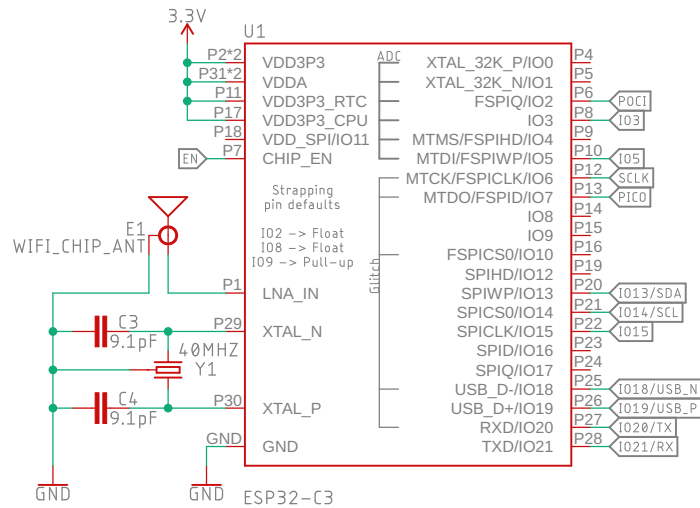 3.3V
U1
P2*2 VDD3P3
P31*2 VDDA
P11 VDD3P3_RTC
P17 VDD3P3_CPU
P18 VDD_SPI/IO11
P7 CHIP_EN
EN
ADC
Strapping
pin defaults
IO2 -> Float
IO8 -> Float
IO9 -> Pull-up
Glitch
E1
WIFI_CHIP_ANT
P1 LNA_IN
C3
9.1pF
P29 XTAL_N
40MHZ
Y1
C4
9.1pF
P30 XTAL_P
GND GND
GND
GND
ESP32-C3
XTAL_32K_P/IO0 P4
XTAL_32K_N/IO1 P5
FSPIQ/IO2 P6 POCI
IO3 P8 IO3
MTMS/FSPIHD/IO4 P9
MTDI/FSPIWP/IO5 P10 IO5
MTCK/FSPICLK/IO6 P12 SCLK
MTDO/FSPID/IO7 P13 PICO
IO8 P14
IO9 P15
FSPICS0/IO10 P16
SPIHD/IO12 P19
SPIWP/IO13 P20 IO13/SDA
SPICS0/IO14 P21 IO14/SCL
SPICLK/IO15 P22 IO15
SPID/IO16 P23
SPIQ/IO17 P24
USB_D-/IO18 P25 IO18/USB_N
USB_D+/IO19 P26 IO19/USB_P
RXD/IO20 P27 IO20/TX
TXD/IO21 P28 IO21/RX